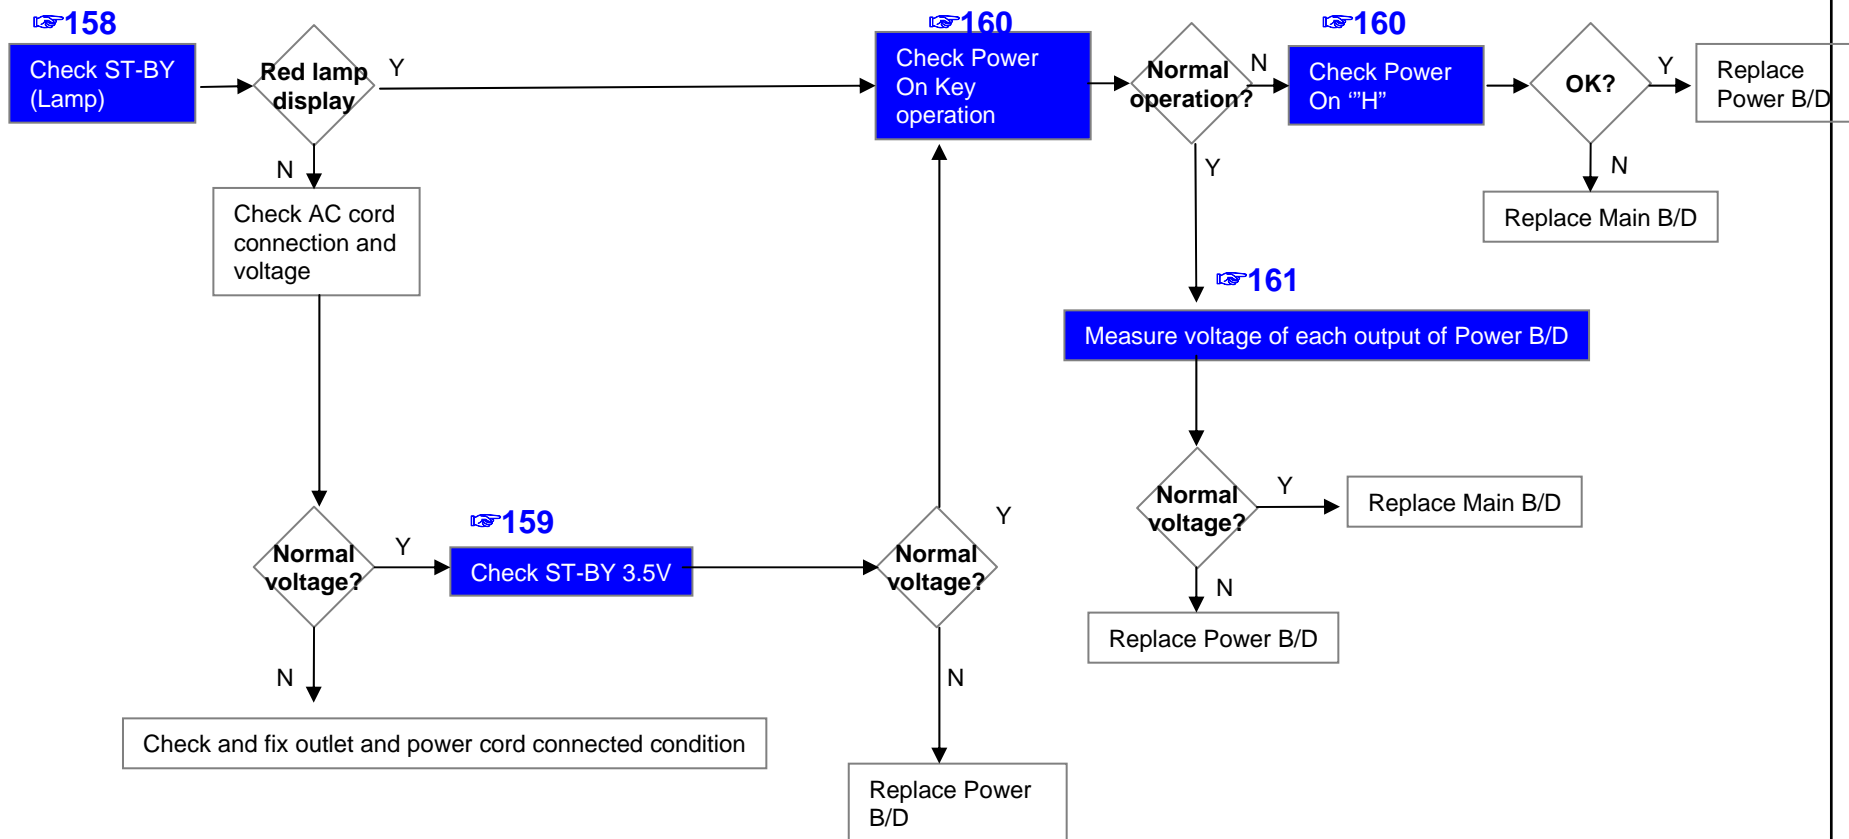 ☞158
☞160
☞160
Check ST-BY
(Lamp)
Red lamp
display
Y
Check Power
On Key
operation
Normal
operation?
N
Check Power
On “”H”
OK?
Y
Replace
Power B/D
N
Y
N
Check AC cord
connection and
voltage
Replace Main B/D
☞161
Measure voltage of each output of Power B/D
Normal
voltage?
Y
Replace Main B/D
☞159
Normal
voltage?
Y
Check ST-BY 3.5V
Normal
voltage?
Y
N
Replace Power B/D
N
N
Check and fix outlet and power cord connected condition
Replace Power
B/D